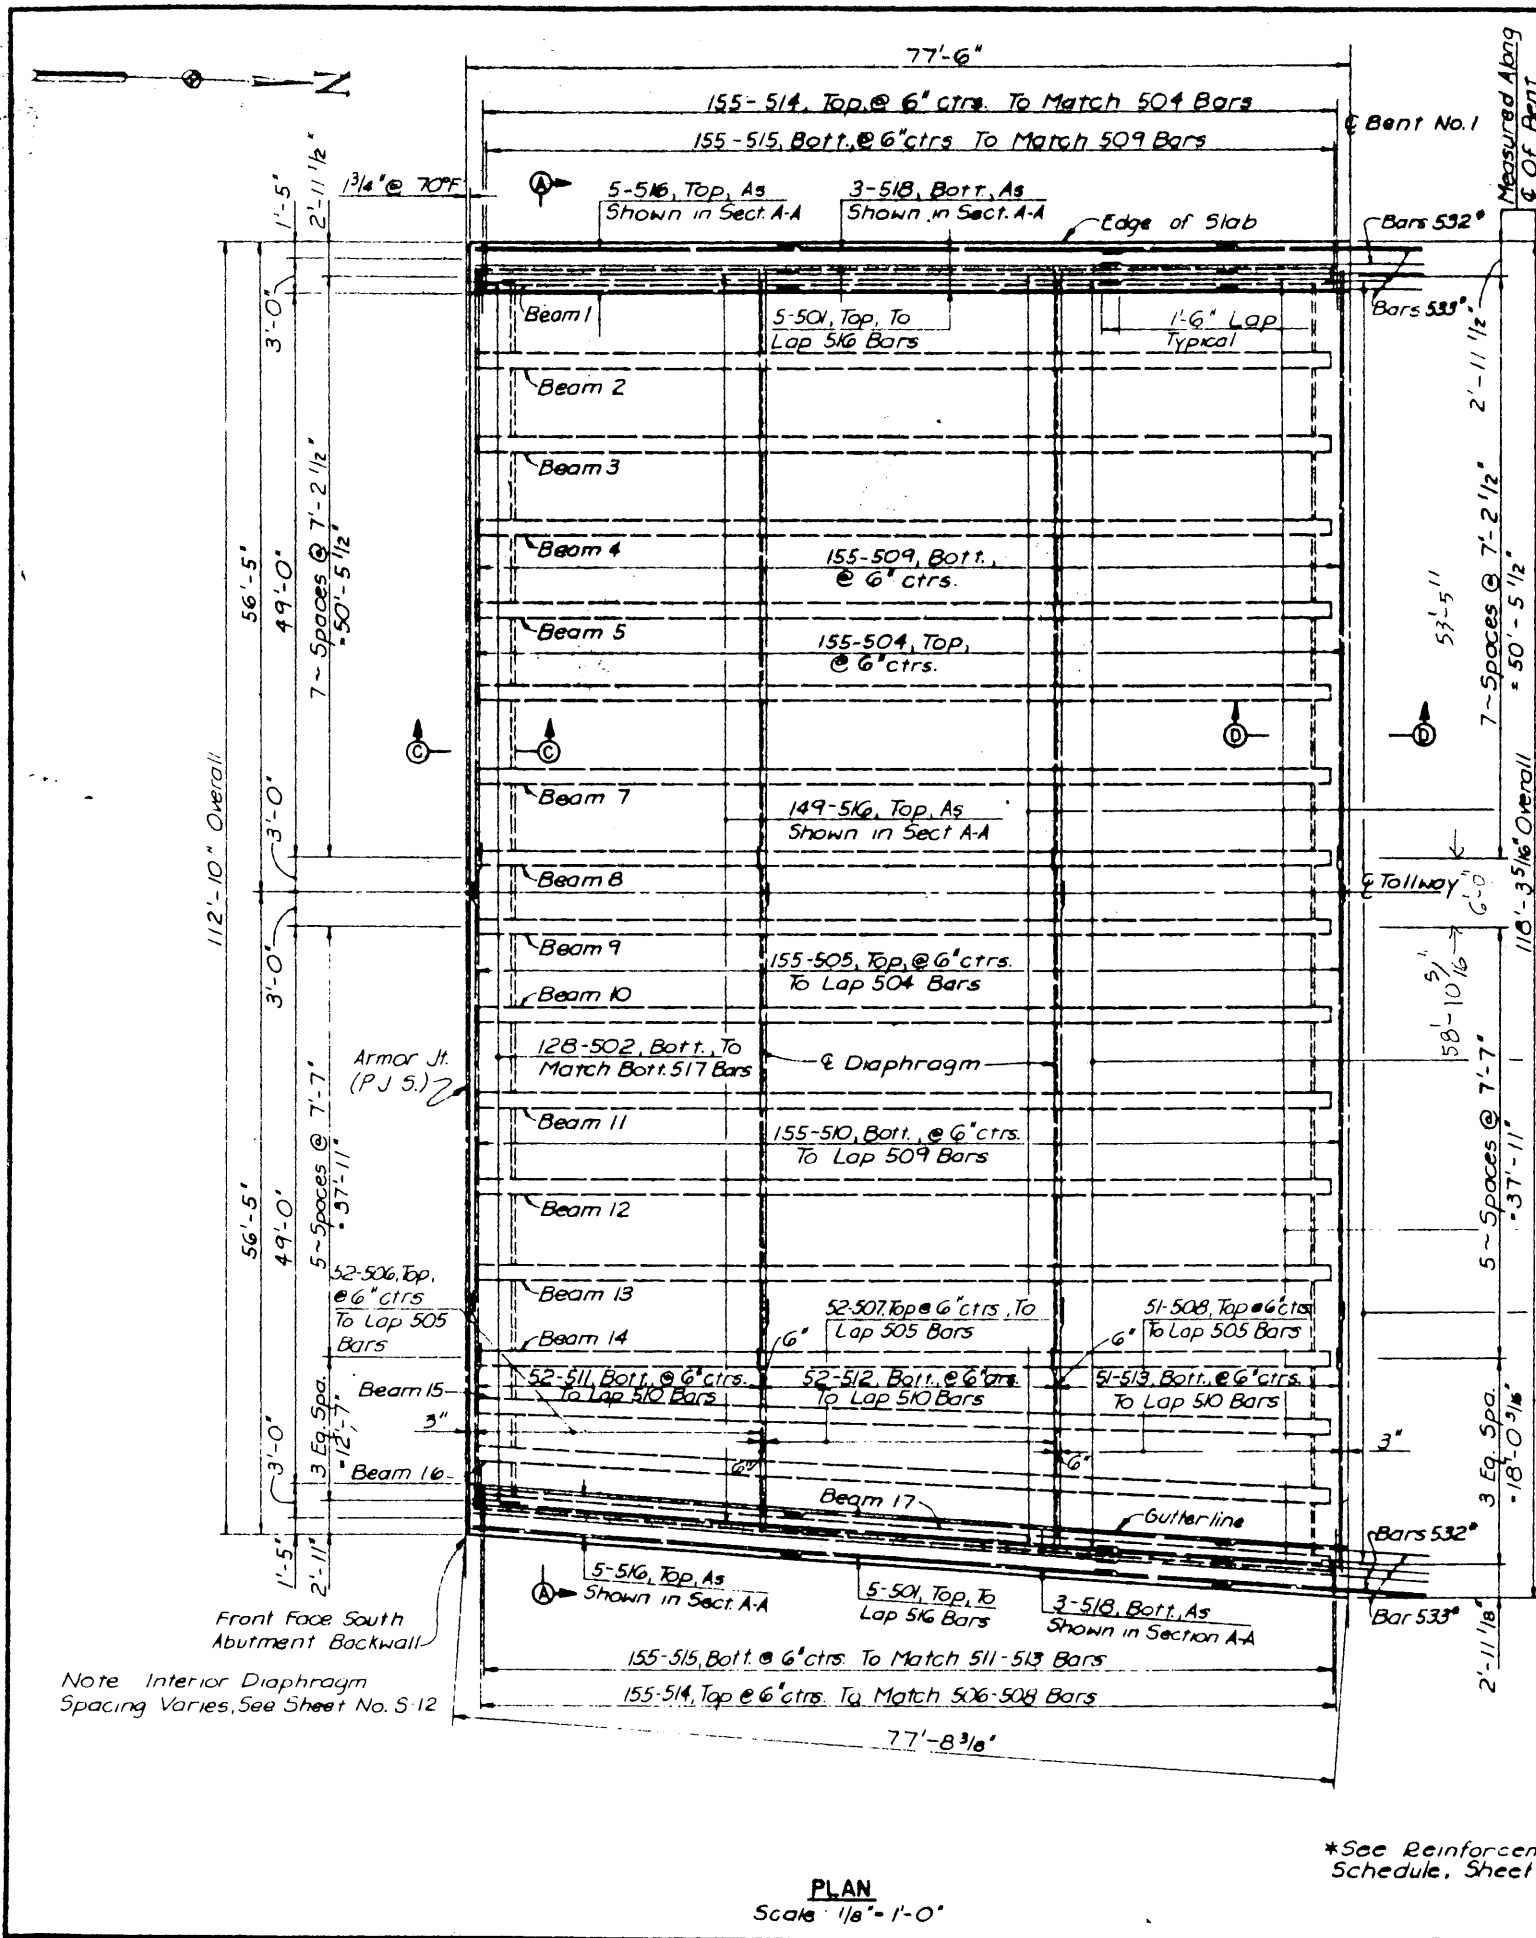 77'-6"
Measured Along
℄ Of Bent
N
155-514, Top, @ 6" ctrs. To Match 504 Bars
℄ Bent No. 1
155-515, Bott., @ 6" ctrs To Match 509 Bars
1 3/4" @ 70°F
A
5-516, Top, As
Shown in Sect. A-A
3-518, Bott., As
Shown in Sect. A-A
Edge of Slab
Bars 532*
1'-5"
2'-11 1/2"
3'-0"
Beam 1
5-501, Top, To
Lap 516 Bars
1'-6" Lap
Typical
Bars 533*
2'-11 1/2"
Beam 2
Beam 3
Beam 4
155-509, Bott.,
@ 6" ctrs.
Beam 5
155-504, Top,
@ 6" ctrs.
56'-5"
49'-0"
7~Spaces @ 7'-2 1/2"
=50'-5 1/2"
53'-5"
7~Spaces @ 7'-2 1/2"
= 50'-5 1/2"
C
C
D
D
112'-10" Overall
3'-0"
Beam 7
149-516, Top, As
Shown in Sect A-A
Beam 8
℄ Tollway
6'-0"
118'-3 5/16" Overall
3'-0"
Beam 9
155-505, Top, @ 6" ctrs.
To Lap 504 Bars
Beam 10
58'-10 5/16"
128-502, Bott., To
Match Bott. 517 Bars
℄ Diaphragm
Armor Jt.
(P.J.S.)
Beam 11
155-510, Bott., @ 6" ctrs.
To Lap 509 Bars
Beam 12
56'-5"
49'-0"
5~Spaces @ 7'-7"
=37'-11"
5~Spaces @ 7'-7"
=37'-11"
52-506, Top,
@ 6" ctrs
To Lap 505
Bars
Beam 13
52-507, Top @ 6" ctrs, To
Lap 505 Bars
51-508, Top @ 6" ctrs
To Lap 505 Bars
Beam 14
6"
6"
52-511, Bott., @ 6" ctrs.
To Lap 510 Bars
52-512, Bott., @ 6" ctrs.
To Lap 510 Bars
51-513, Bott., @ 6" ctrs.
To Lap 510 Bars
Beam 15
3"
3"
3'-0"
3 Eq. Spa.
=12'-7"
3 Eq. Spa.
=18'-0 3/16"
Beam 16
6"
6"
Beam 17
Gutterline
Bars 532*
1'-5"
2'-11"
A
5-516, Top, As
Shown in Sect. A-A
5-501, Top, To
Lap 516 Bars
3-518, Bott., As
Shown in Section A-A
Bar 533*
2'-11 1/8"
Front Face South
Abutment Backwall
155-515, Bott. @ 6" ctrs. To Match 511-513 Bars
155-514, Top @ 6" ctrs. To Match 506-508 Bars
Note Interior Diaphragm
Spacing Varies, See Sheet No. S-12
77'-8 3/8"
*See Reinforcem
Schedule, Sheet
PLAN
Scale 1/8" = 1'-0"